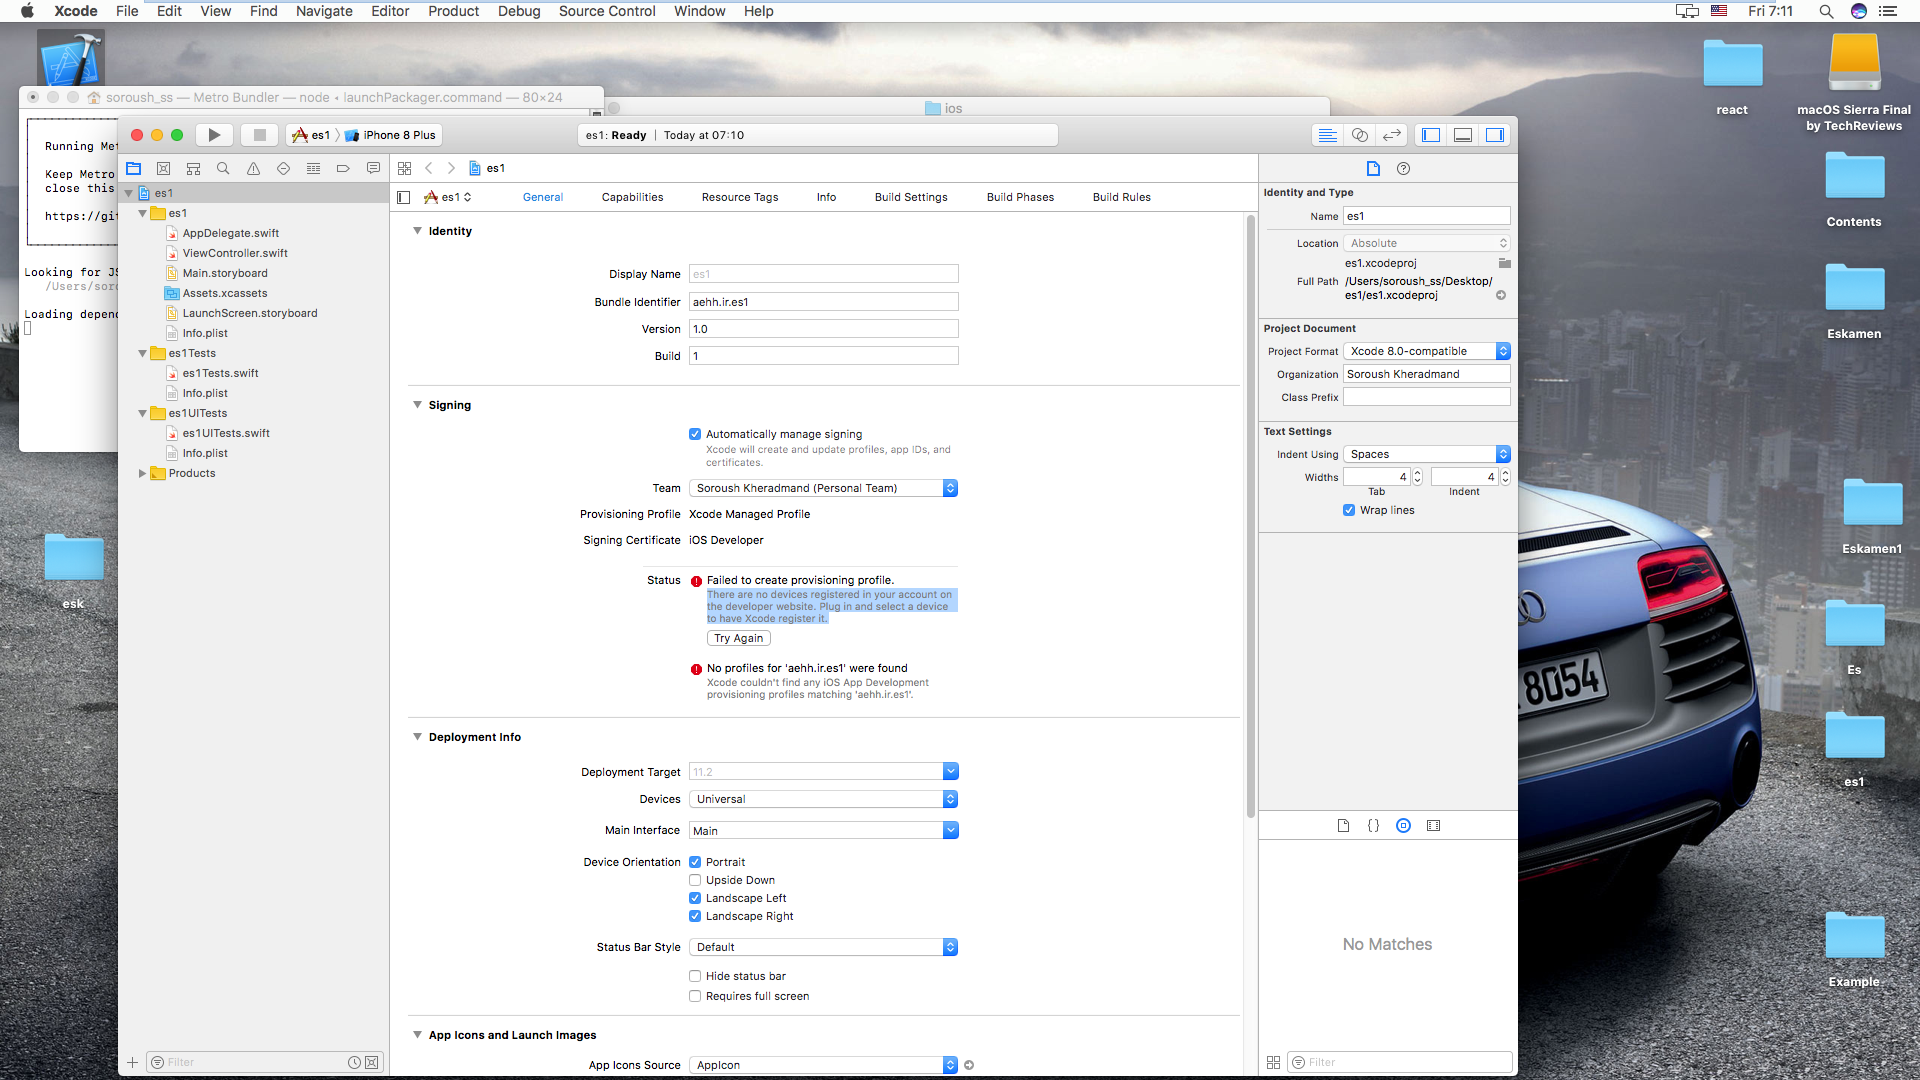 Xcode File Edit View Find Navigate Editor Product Debug Source Control Window Help Fri 7:11
soroush_ss — Metro Bundler — node ◂ launchPackager.command — 80×24
ios
react
macOS Sierra Final
by TechReviews
Contents
Eskamen
Eskamen1
Es
es1
Example
esk
8054
Running Met
Keep Metro
close this
https://git
Looking for JS
/Users/soro
Loading depend
es1 iPhone 8 Plus
es1: Ready | Today at 07:10
es1
es1
es1
AppDelegate.swift
ViewController.swift
Main.storyboard
Assets.xcassets
LaunchScreen.storyboard
Info.plist
es1Tests
es1Tests.swift
Info.plist
es1UITests
es1UITests.swift
Info.plist
Products
Filter
es1 General Capabilities Resource Tags Info Build Settings Build Phases Build Rules
Identity
Display Name es1
Bundle Identifier aehh.ir.es1
Version 1.0
Build 1
Signing
Automatically manage signing
Xcode will create and update profiles, app IDs, and
certificates.
Team Soroush Kheradmand (Personal Team)
Provisioning Profile Xcode Managed Profile
Signing Certificate iOS Developer
Status Failed to create provisioning profile.
There are no devices registered in your account on
the developer website. Plug in and select a device
to have Xcode register it.
Try Again
No profiles for 'aehh.ir.es1' were found
Xcode couldn't find any iOS App Development
provisioning profiles matching 'aehh.ir.es1'.
Deployment Info
Deployment Target 11.2
Devices Universal
Main Interface Main
Device Orientation Portrait
Upside Down
Landscape Left
Landscape Right
Status Bar Style Default
Hide status bar
Requires full screen
App Icons and Launch Images
App Icons Source AppIcon
Identity and Type
Name es1
Location Absolute
es1.xcodeproj
Full Path /Users/soroush_ss/Desktop/
es1/es1.xcodeproj
Project Document
Project Format Xcode 8.0-compatible
Organization Soroush Kheradmand
Class Prefix
Text Settings
Indent Using Spaces
Widths 4 4
Tab Indent
Wrap lines
No Matches
Filter